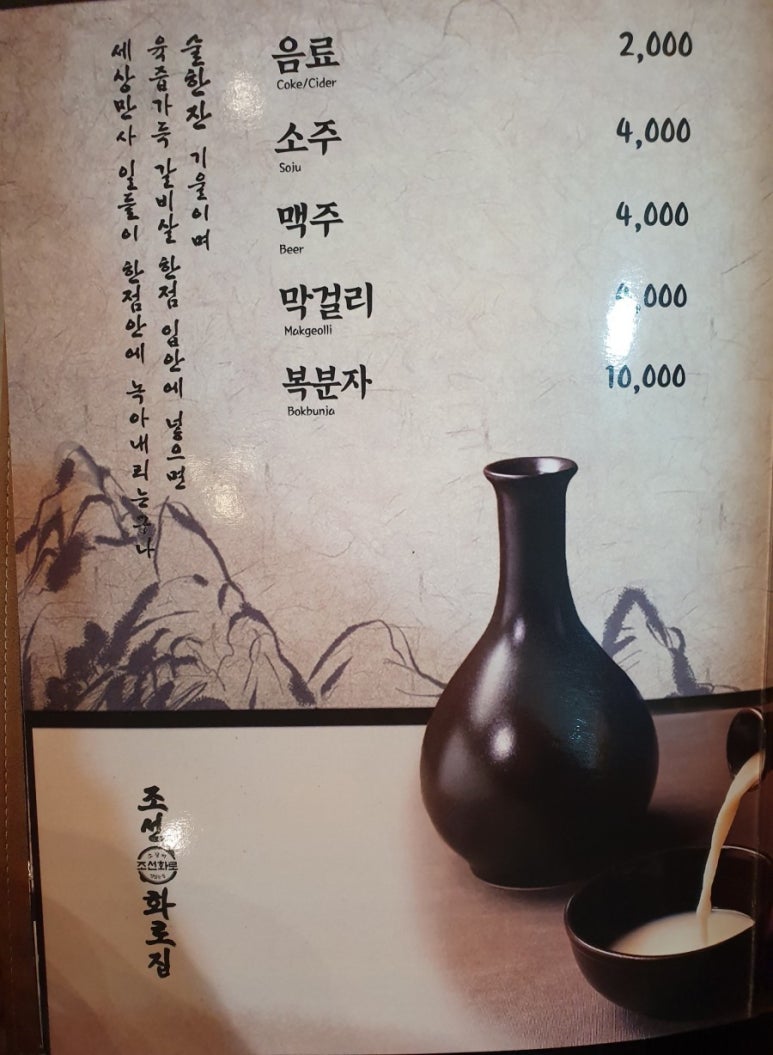 술한잔 기울이며
육즙가득 갈비살 한점 입안에 넣으면
세상만사 일들이 한점안에 녹아내리는구나
음료 2,000
Coke/Cider
소주 4,000
Soju
맥주 4,000
Beer
막걸리 4,000
Makgeolli
복분자 10,000
Bokbunja
조선
조선화로
화로집